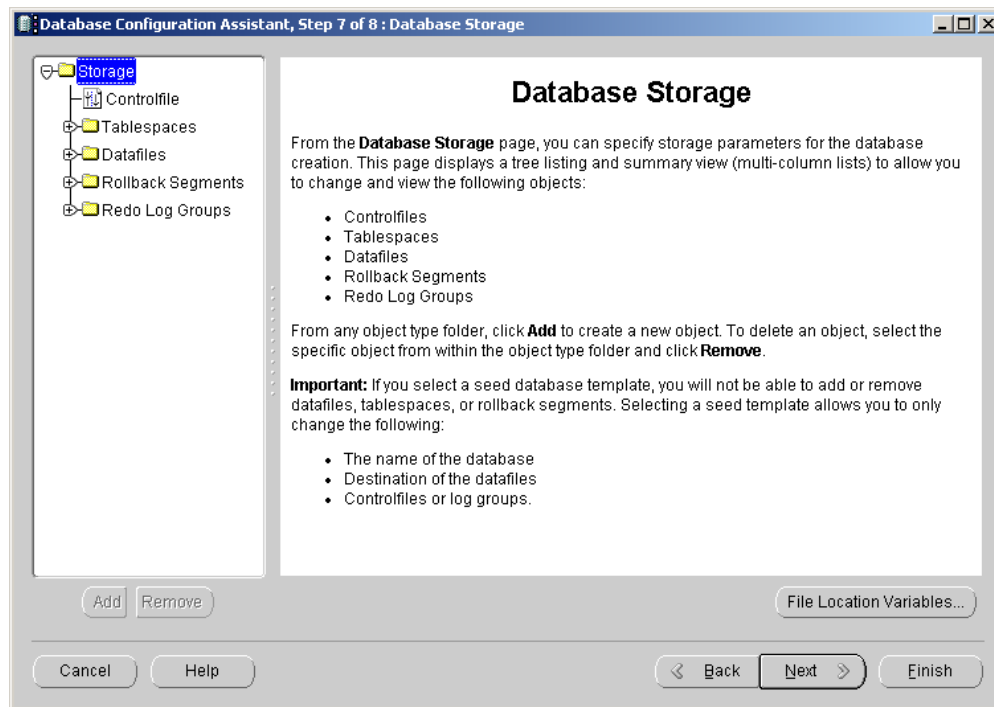 Database Configuration Assistant, Step 7 of 8 : Database Storage
Storage
Controlfile
Tablespaces
Datafiles
Rollback Segments
Redo Log Groups
Add
Remove
Database Storage
From the Database Storage page, you can specify storage parameters for the database
creation. This page displays a tree listing and summary view (multi-column lists) to allow you
to change and view the following objects:
• Controlfiles
• Tablespaces
• Datafiles
• Rollback Segments
• Redo Log Groups
From any object type folder, click Add to create a new object. To delete an object, select the
specific object from within the object type folder and click Remove.
Important: If you select a seed database template, you will not be able to add or remove
datafiles, tablespaces, or rollback segments. Selecting a seed template allows you to only
change the following:
• The name of the database
• Destination of the datafiles
• Controlfiles or log groups.
File Location Variables...
Cancel
Help
Back
Next
Finish